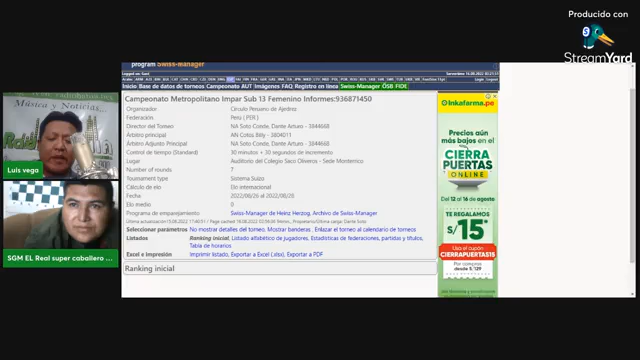 Producido con
StreamYard
program Swiss-Manager
Inicio Base de datos de torneos Campeonato AUT Imágenes FAQ Registro en línea Swiss-Manager ÖSB FIDE
Campeonato Metropolitano Impar Sub 13 Femenino Informes:936871450
Organizador Círculo Peruano de Ajedrez
Federación Perú ( PER )
Director del Torneo NA Soto Conde, Dante Arturo - 3844668
Árbitro principal AN Cotos Billy - 3804011
Árbitro Adjunto Principal NA Soto Conde, Dante Arturo - 3844668
Control de tiempo (Standard) 30 minutos + 30 segundos de incremento
Lugar Auditorio del Colegio Saco Oliveros - Sede Monterrico
Number of rounds 7
Tournament type Sistema Suizo
Cálculo de elo Elo internacional
Fecha 2022/08/26 al 2022/08/28
Elo medio
Programa de emparejamiento Swiss-Manager de Heinz Herzog, Archivo de Swiss-Manager
Seleccionar parámetros No mostrar detalles del torneo, Mostrar banderas , Enlazar el torneo al calendario de torneos
Listados Ranking inicial, Listado alfabético de jugadores, Estadísticas de federaciones, partidas y títulos,
Tabla de horarios
Excel e Impresión Imprimir listado, Exportar a Excel (.xlsx), Exportar a PDF
Ranking inicial
Música y Noticias
Luis vega
SGM EL Real super caballero ...
Inkafarma.pe
Precios aún
más bajos en el
CIERRA
PUERTAS
ONLINE
Del 12 al 16 de agosto
TE REGALAMOS
S/15
Usa el cupón
CIERRAPUERTAS15
Por compras
desde S/129